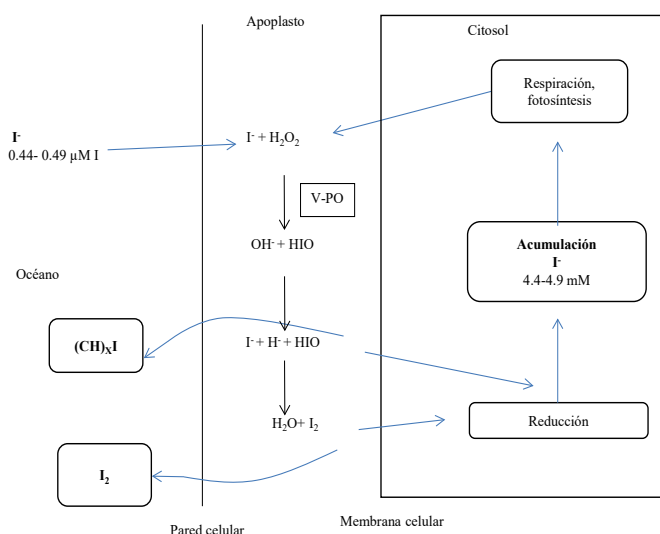 Apoplasto
Citosol
Respiración,
fotosíntesis
I-
0.44- 0.49 µM I
I- + H2O2
V-PO
OH- + HIO
Acumulación
I-
4.4-4.9 mM
Océano
(CH)XI
I- + H- + HIO
H2O+ I2
Reducción
I2
Pared celular
Membrana celular